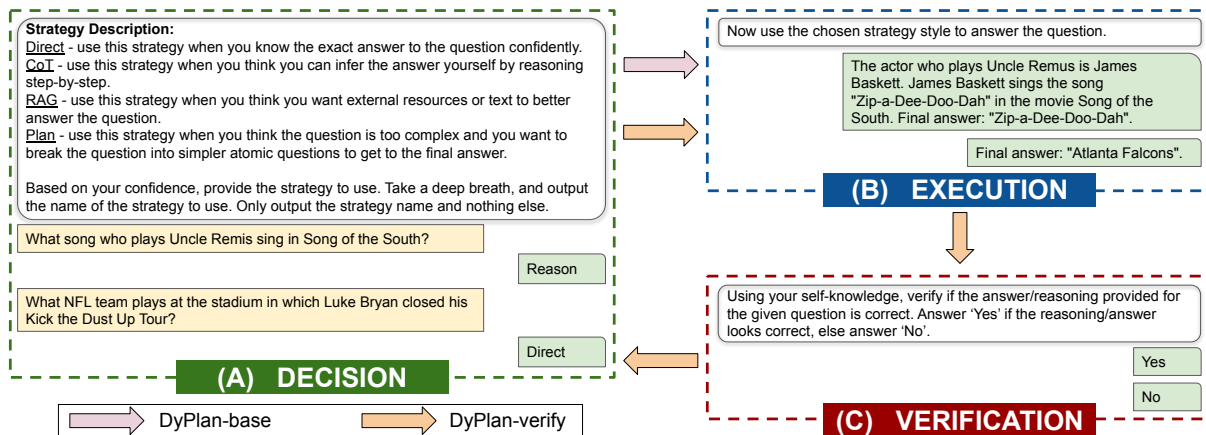 Strategy Description:
Direct - use this strategy when you know the exact answer to the question confidently.
CoT - use this strategy when you think you can infer the answer yourself by reasoning
step-by-step.
RAG - use this strategy when you think you want external resources or text to better
answer the question.
Plan - use this strategy when you think the question is too complex and you want to
break the question into simpler atomic questions to get to the final answer.
Based on your confidence, provide the strategy to use. Take a deep breath, and output
the name of the strategy to use. Only output the strategy name and nothing else.
What song who plays Uncle Remis sing in Song of the South?
Reason
What NFL team plays at the stadium in which Luke Bryan closed his
Kick the Dust Up Tour?
Direct
(A) DECISION
Now use the chosen strategy style to answer the question.
The actor who plays Uncle Remus is James
Baskett. James Baskett sings the song
"Zip-a-Dee-Doo-Dah" in the movie Song of the
South. Final answer: "Zip-a-Dee-Doo-Dah".
Final answer: "Atlanta Falcons".
(B) EXECUTION
Using your self-knowledge, verify if the answer/reasoning provided for
the given question is correct. Answer ‘Yes’ if the reasoning/answer
looks correct, else answer ‘No’.
Yes
No
(C) VERIFICATION
DyPlan-base
DyPlan-verify